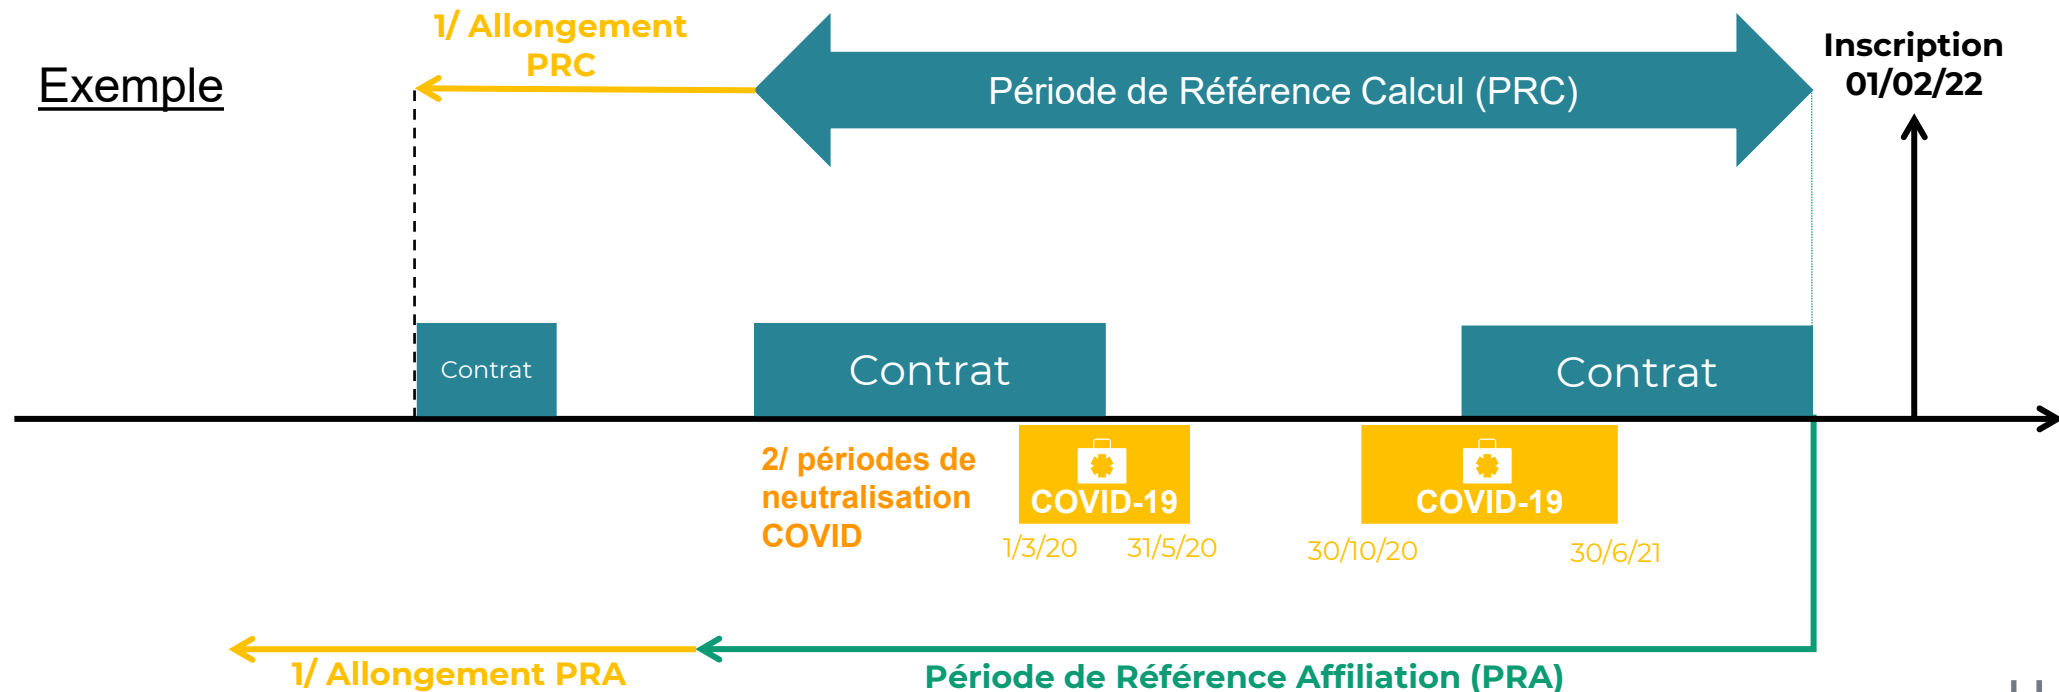 1/ Allongement
PRC
Exemple
Période de Référence Calcul (PRC)
Inscription
01/02/22
Contrat
Contrat
Contrat
2/ périodes de
neutralisation
COVID
COVID-19
COVID-19
1/3/20
31/5/20
30/10/20
30/6/21
1/ Allongement PRA
Période de Référence Affiliation (PRA)